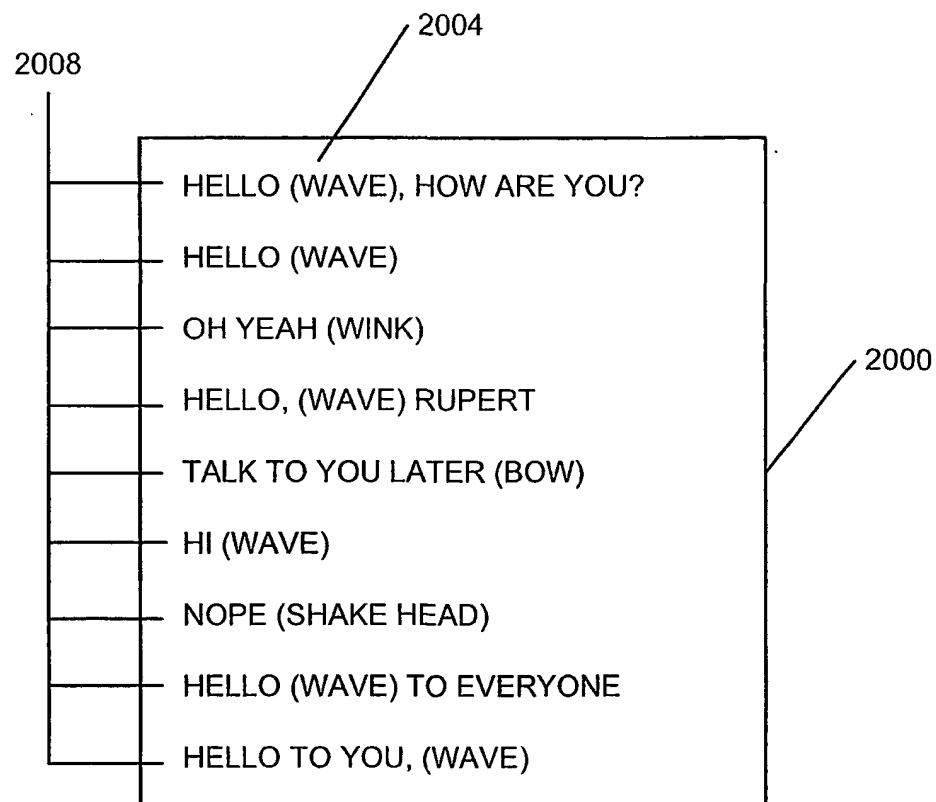 2004
2008
HELLO (WAVE), HOW ARE YOU?
HELLO (WAVE)
OH YEAH (WINK)
2000
HELLO, (WAVE) RUPERT
TALK TO YOU LATER (BOW)
HI (WAVE)
NOPE (SHAKE HEAD)
HELLO (WAVE) TO EVERYONE
HELLO TO YOU, (WAVE)